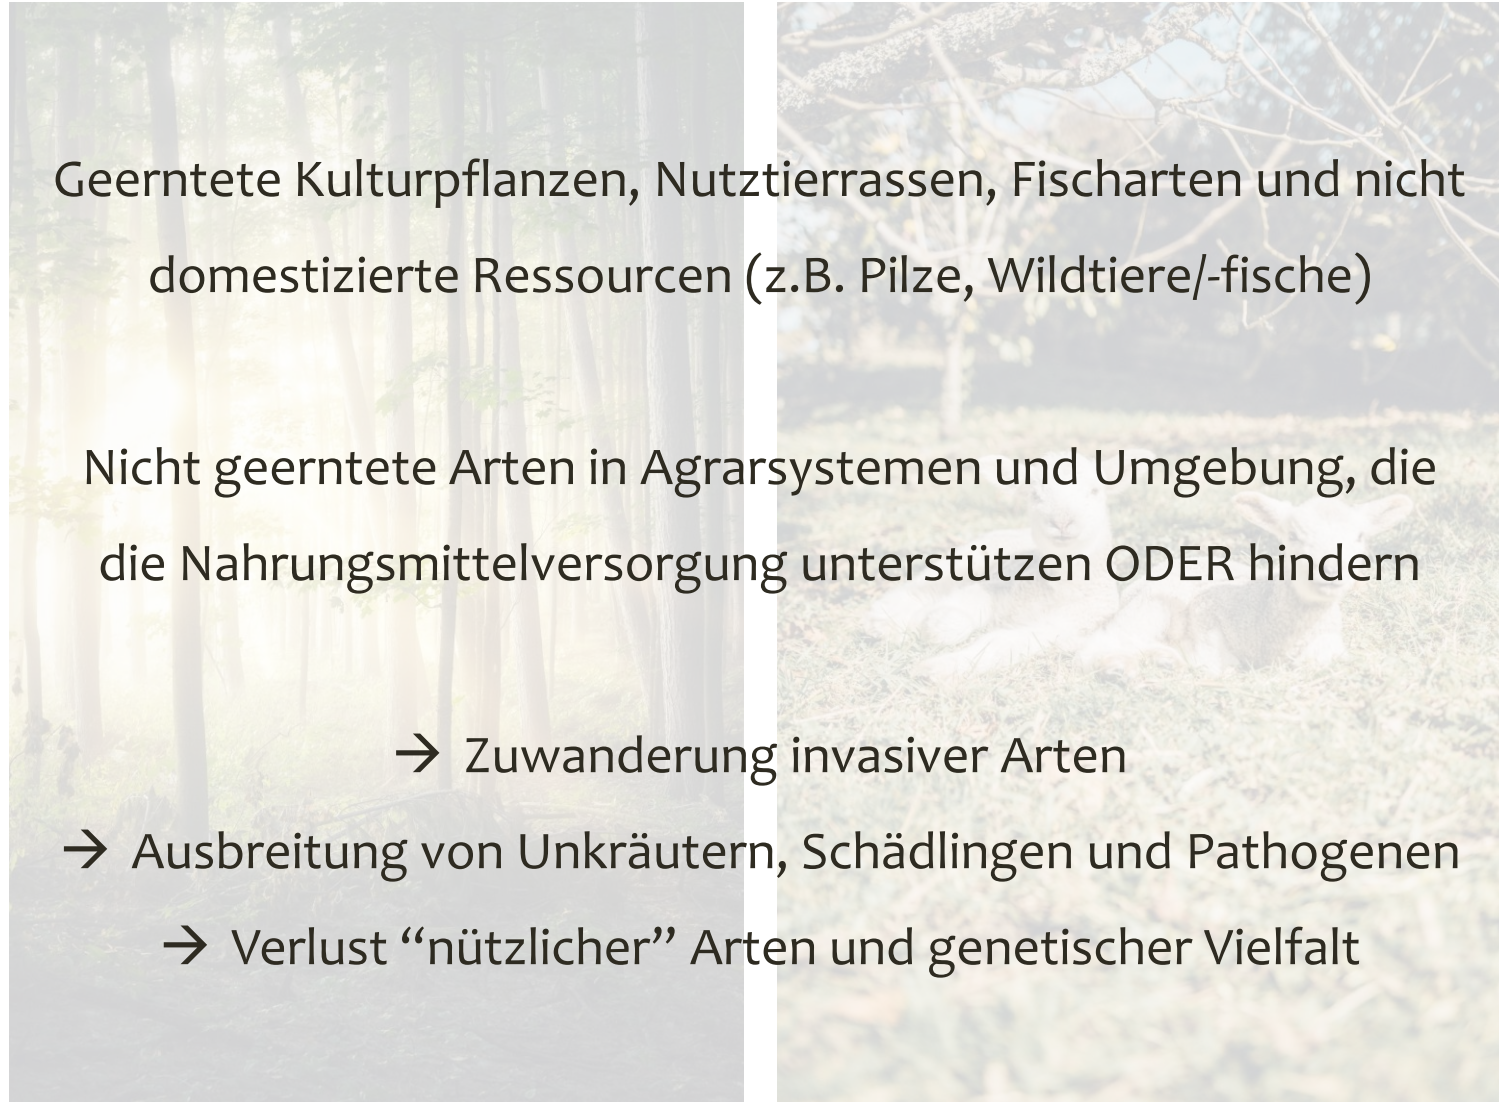 Geerntete Kulturpflanzen, Nutztierrassen, Fischarten und nicht
domestizierte Ressourcen (z.B. Pilze, Wildtiere/-fische)
Nicht geerntete Arten in Agrarsystemen und Umgebung, die
die Nahrungsmittelversorgung unterstützen ODER hindern
→ Zuwanderung invasiver Arten
→ Ausbreitung von Unkräutern, Schädlingen und Pathogenen
→ Verlust “nützlicher” Arten und genetischer Vielfalt